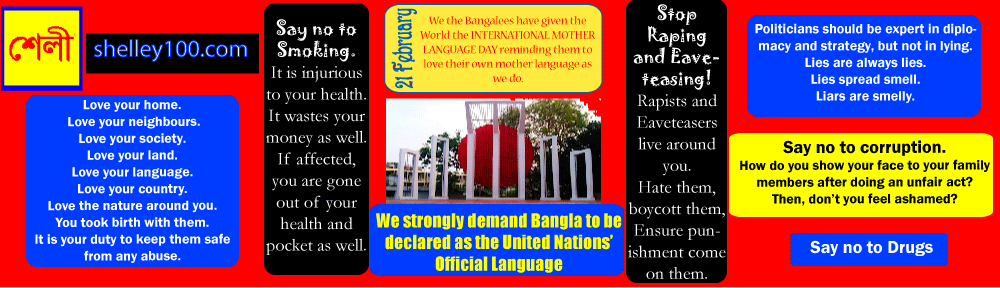 শেলী
shelley100.com
Love your home.
Love your neighbours.
Love your society.
Love your land.
Love your language.
Love your country.
Love the nature around you.
You took birth with them.
It is your duty to keep them safe
from any abuse.
Say no to
Smoking.
It is injurious
to your health.
It wastes your
money as well.
If affected,
you are gone
out of your
health and
pocket as well.
21 February
We the Bangalees have given the
World the INTERNATIONAL MOTHER
LANGUAGE DAY reminding them to
love their own mother language as
we do.
We strongly demand Bangla to be
declared as the United Nations'
Official Language
Stop
Raping
and Eave-
teasing!
Rapists and
Eaveteasers
live around
you.
Hate them,
boycott them,
Ensure pun-
ishment come
on them.
Politicians should be expert in diplo-
macy and strategy, but not in lying.
Lies are always lies.
Lies spread smell.
Liars are smelly.
Say no to corruption.
How do you show your face to your family
members after doing an unfair act?
Then, don't you feel ashamed?
Say no to Drugs